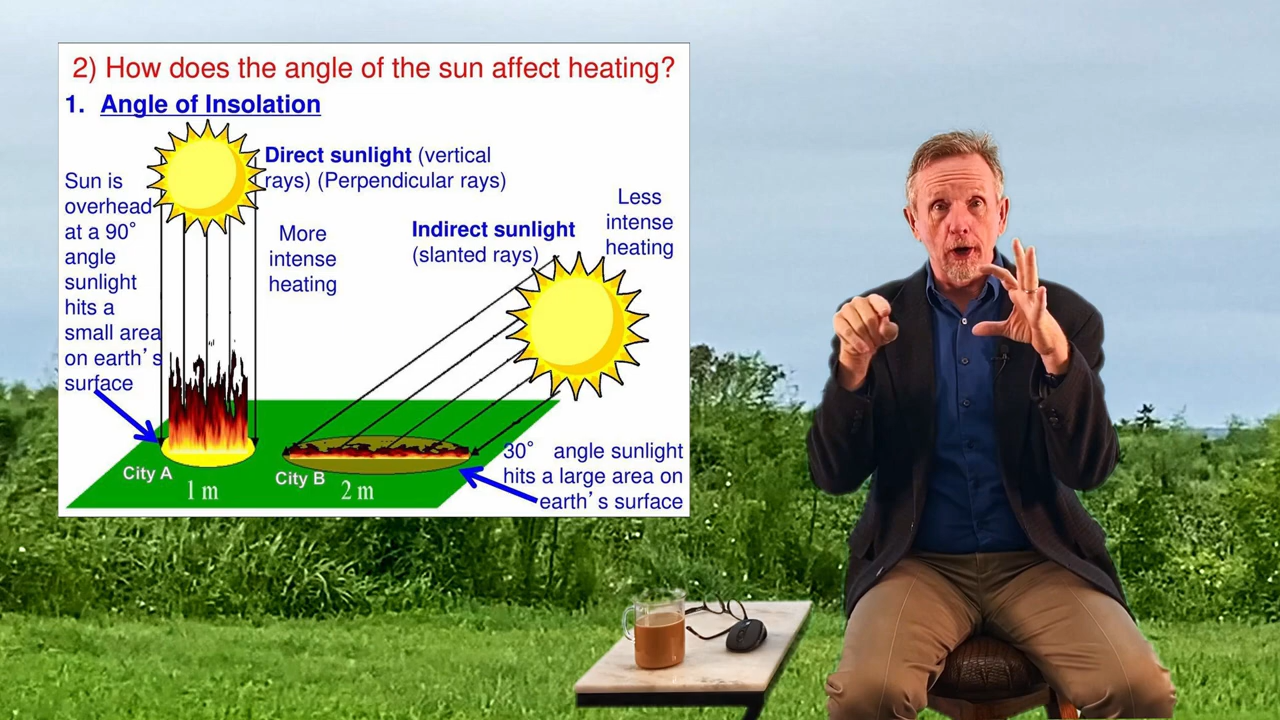 2) How does the angle of the sun affect heating?
1. Angle of Insolation
Direct sunlight (vertical
rays) (Perpendicular rays)
Sun is
overhead
at a 90°
angle
sunlight
hits a
small area
on earth’s
surface
More
intense
heating
Indirect sunlight
(slanted rays)
Less
intense
heating
City A
1 m
City B
2 m
30° angle sunlight
hits a large area on
earth’s surface